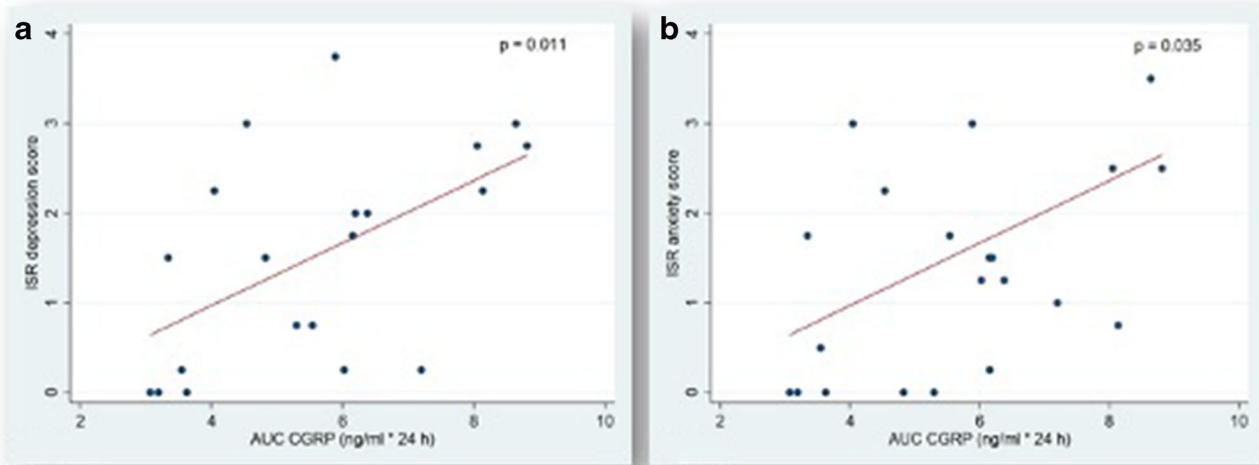 a
p = 0.011
ISR depression score
4
3
2
1
0
2 4 6 8 10
AUC CGRP (ng/ml * 24 h)
b
p = 0.035
ISR anxiety score
4
3
2
1
0
2 4 6 8 10
AUC CGRP (ng/ml * 24 h)